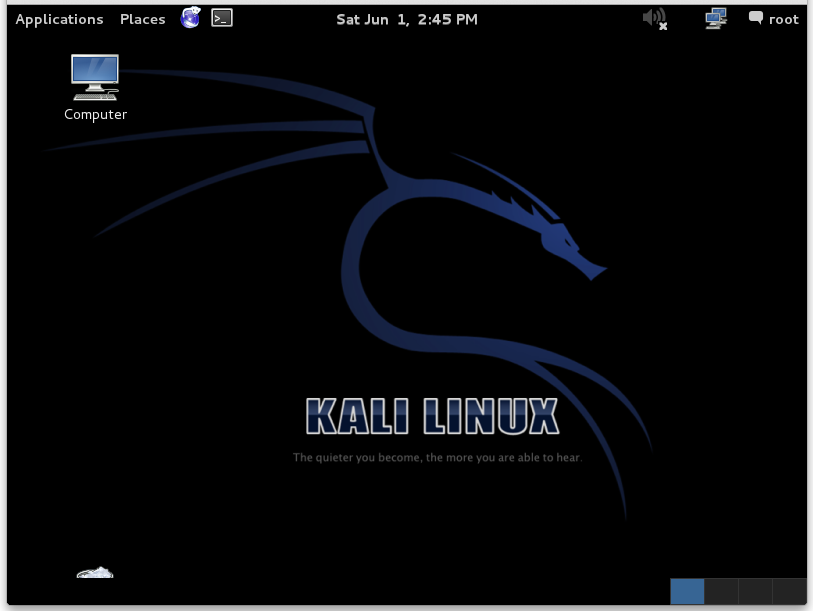 Applications Places Sat Jun 1, 2:45 PM root
Computer
KALI LINUX
The quieter you become, the more you are able to hear.